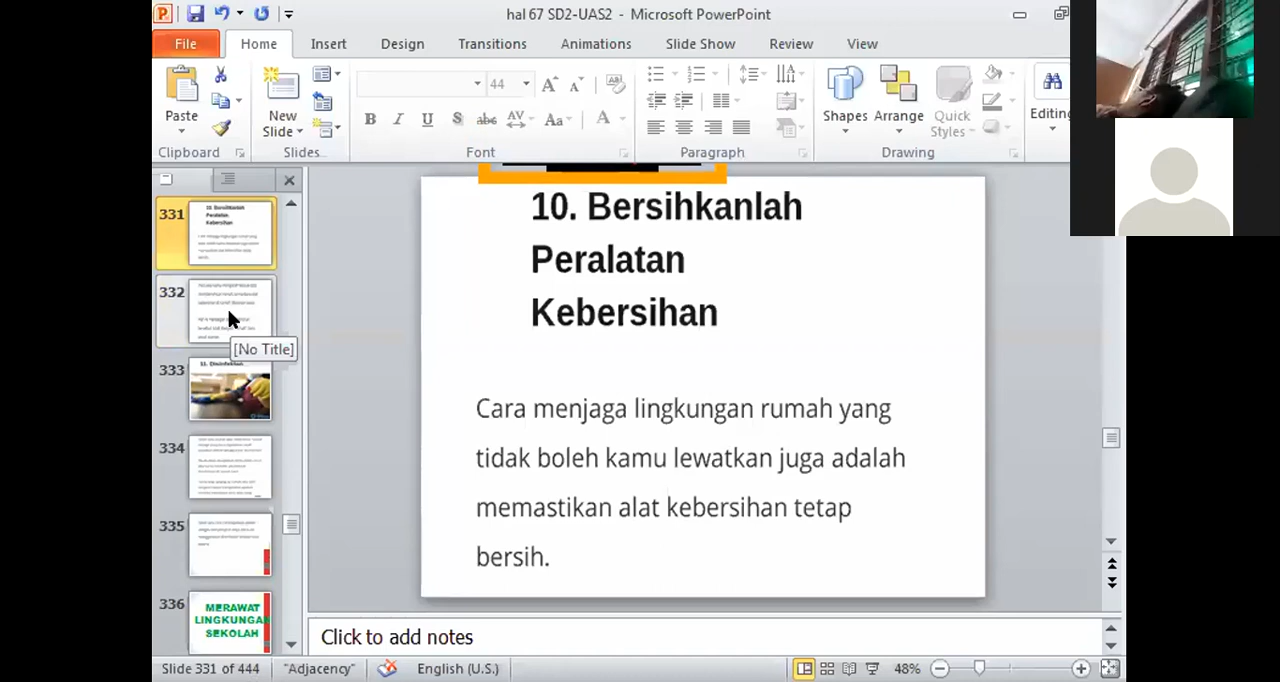 hal 67 SD2-UAS2 - Microsoft PowerPoint
File Home Insert Design Transitions Animations Slide Show Review View
44
Paste
New Slide
Shapes Arrange Quick Styles
Editing
Clipboard Slides Font Paragraph Drawing
331
332
[No Title]
333
334
335
336
MERAWAT
LINGKUNGAN
SEKOLAH
10. Bersihkanlah
Peralatan
Kebersihan
Cara menjaga lingkungan rumah yang
tidak boleh kamu lewatkan juga adalah
memastikan alat kebersihan tetap
bersih.
Click to add notes
Slide 331 of 444 "Adjacency" English (U.S.) 48%